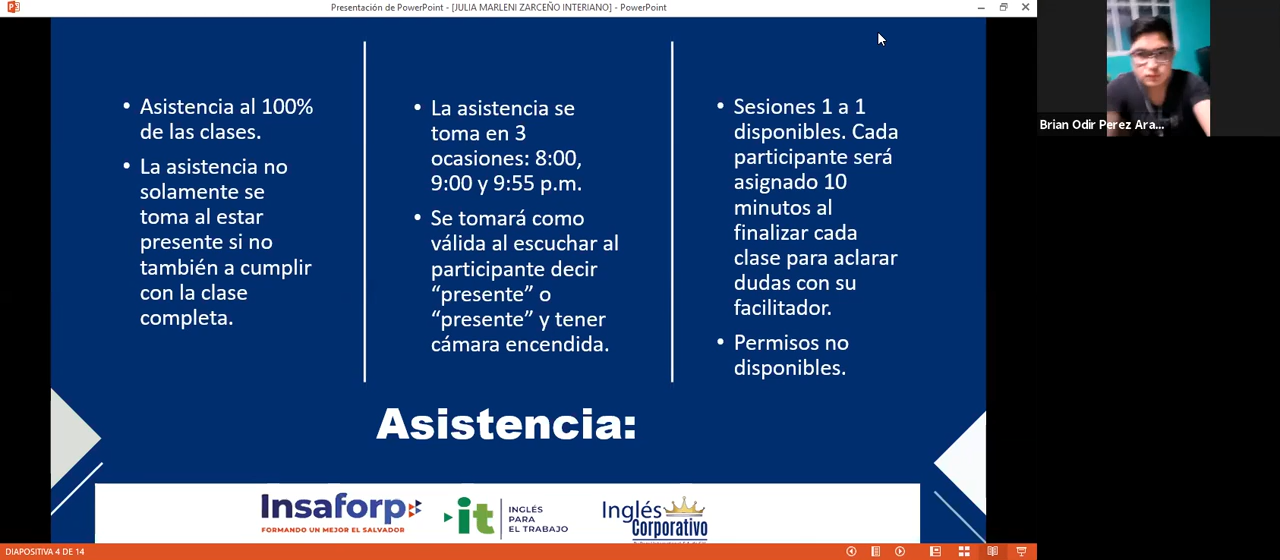 Presentación de PowerPoint - [JULIA MARLENI ZARCEÑO INTERIANO] - PowerPoint
• Asistencia al 100%
de las clases.
• La asistencia no
solamente se
toma al estar
presente si no
también a cumplir
con la clase
completa.
• La asistencia se
toma en 3
ocasiones: 8:00,
9:00 y 9:55 p.m.
• Se tomará como
válida al escuchar al
participante decir
“presente” o
“presente” y tener
cámara encendida.
• Sesiones 1 a 1
disponibles. Cada
participante será
asignado 10
minutos al
finalizar cada
clase para aclarar
dudas con su
facilitador.
• Permisos no
disponibles.
Asistencia:
Insaforp
FORMANDO UN MEJOR EL SALVADOR
it
INGLÉS
PARA
EL TRABAJO
Inglés
Corporativo
Brian Odir Perez Ara...
DIAPOSITIVA 4 DE 14